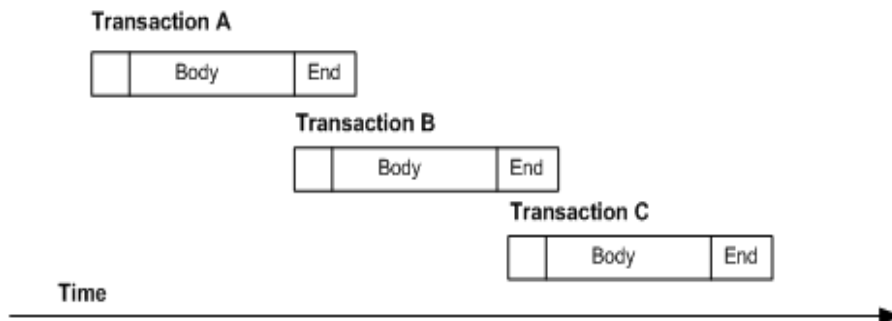 Transaction A
Body End
Transaction B
Body End
Transaction C
Body End
Time